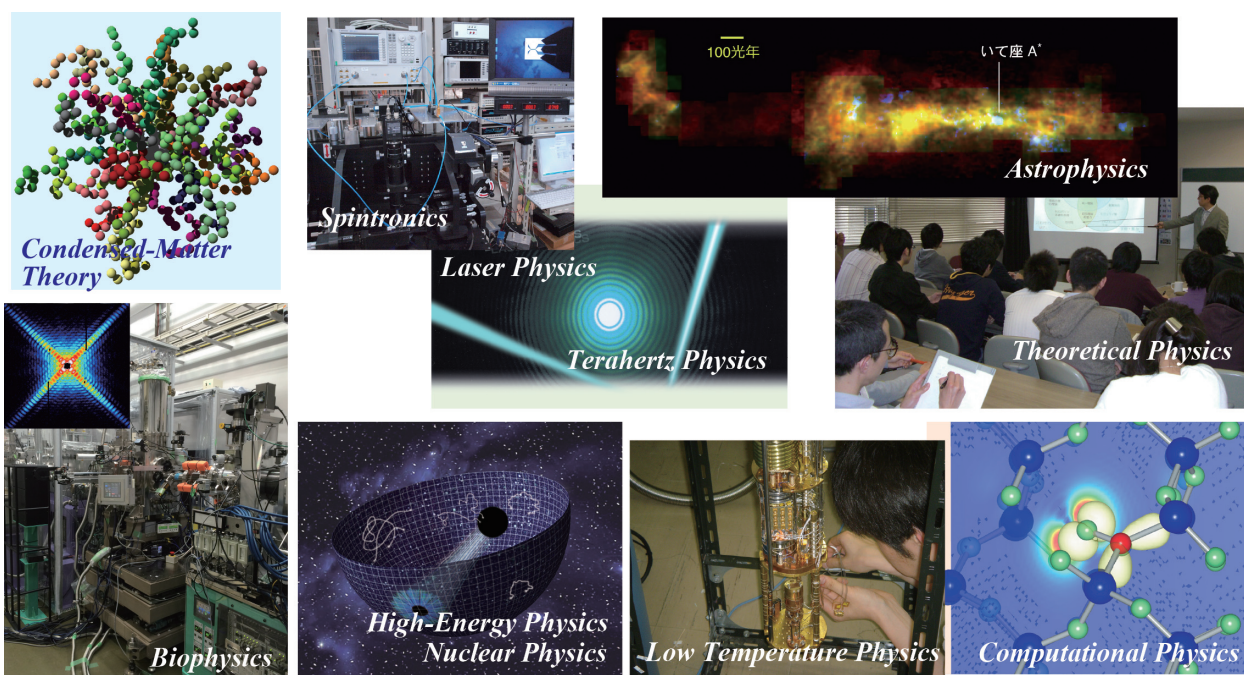 Condensed-Matter
Theory
Spintronics
100光年
いて座 A*
Astrophysics
Laser Physics
Terahertz Physics
Theoretical Physics
Biophysics
High-Energy Physics
Nuclear Physics
Low Temperature Physics
Computational Physics